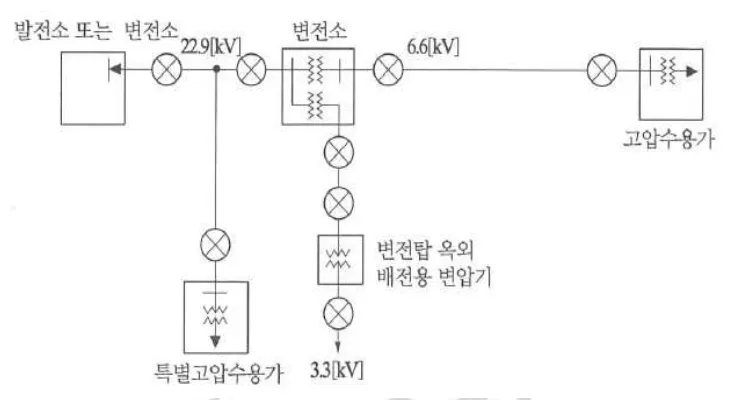 발전소 또는 변전소
22.9[kV]
변전소
6.6[kV]
고압수용가
변전탑 옥외
배전용 변압기
특별고압수용가
3.3[kV]